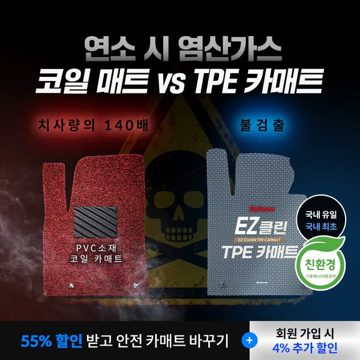 연소 시 염산가스
코일 매트 vs TPE 카매트
치사량의 140배
불검출
PVC소재
코일 카매트
EZ클린
EZ CLEAN TPE CARMAT
TPE 카매트
국내 유일
국내 최초
친환경
55% 할인 받고 안전 카매트 바꾸기
+
회원 가입 시
4% 추가 할인